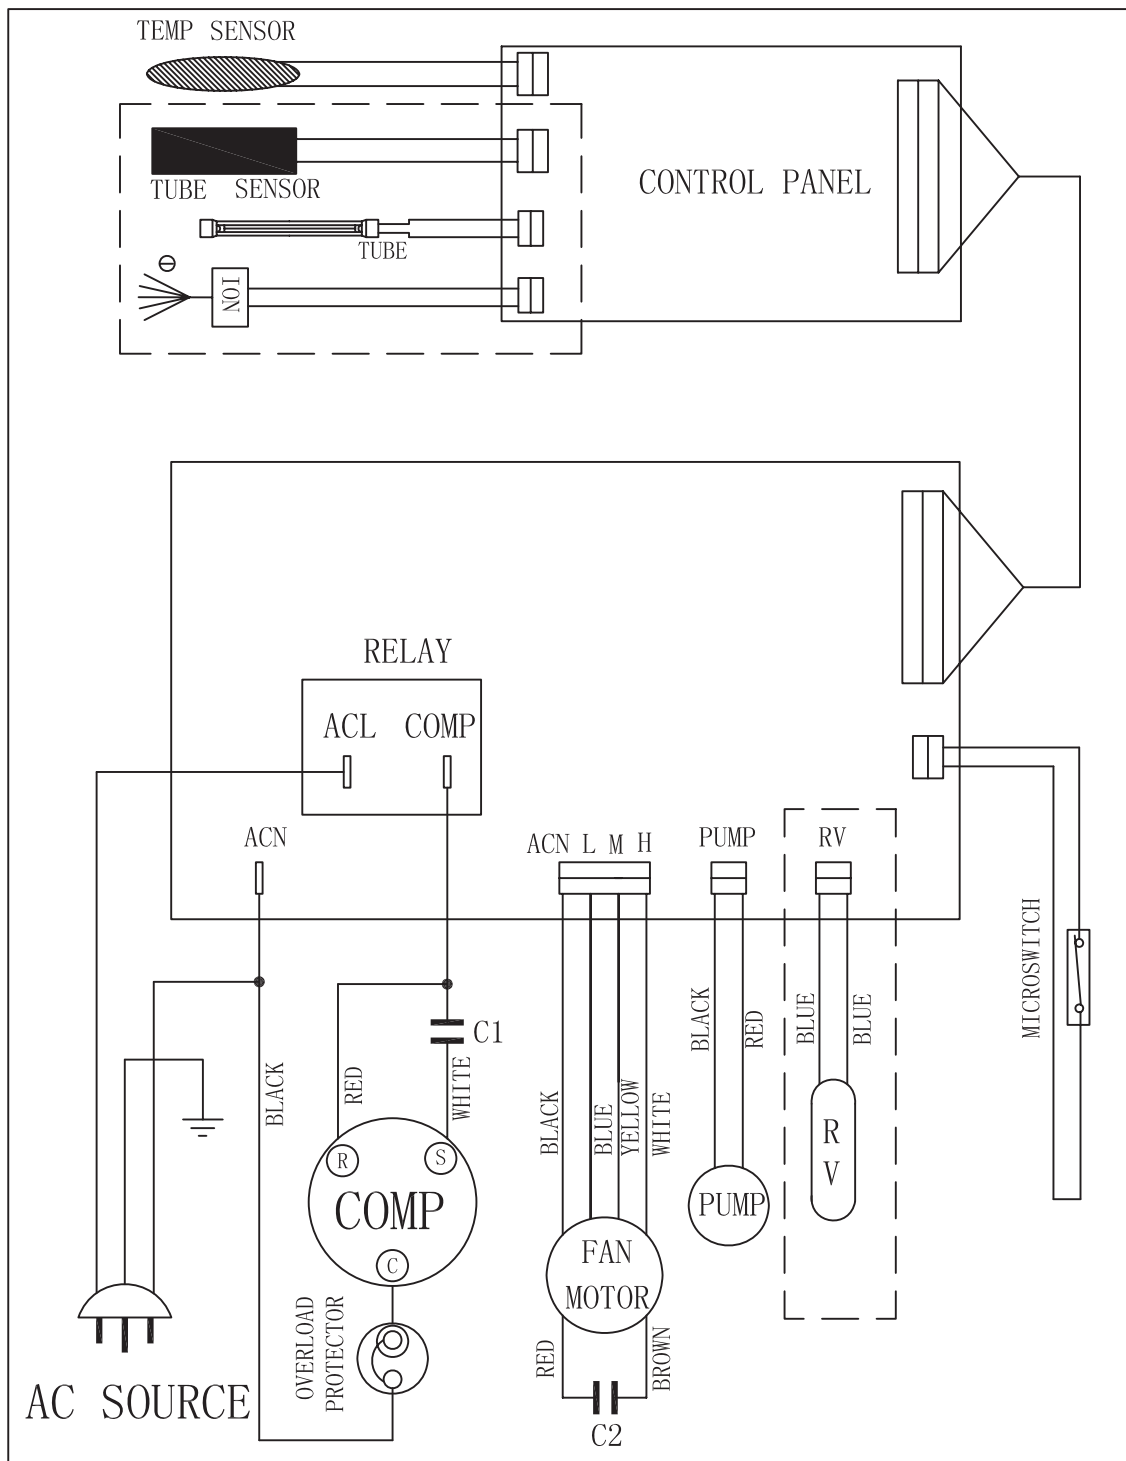 TEMP SENSOR
TUBE SENSOR
TUBE
ION
CONTROL PANEL
RELAY
ACL COMP
ACN
ACN L M H
PUMP
RV
MICROSWITCH
C1
BLACK
RED
WHITE
BLACK
BLUE
YELLOW
WHITE
BLACK
RED
BLUE
BLUE
R
S
COMP
C
OVERLOAD
PROTECTOR
FAN
MOTOR
PUMP
R
V
RED
BROWN
C2
AC SOURCE